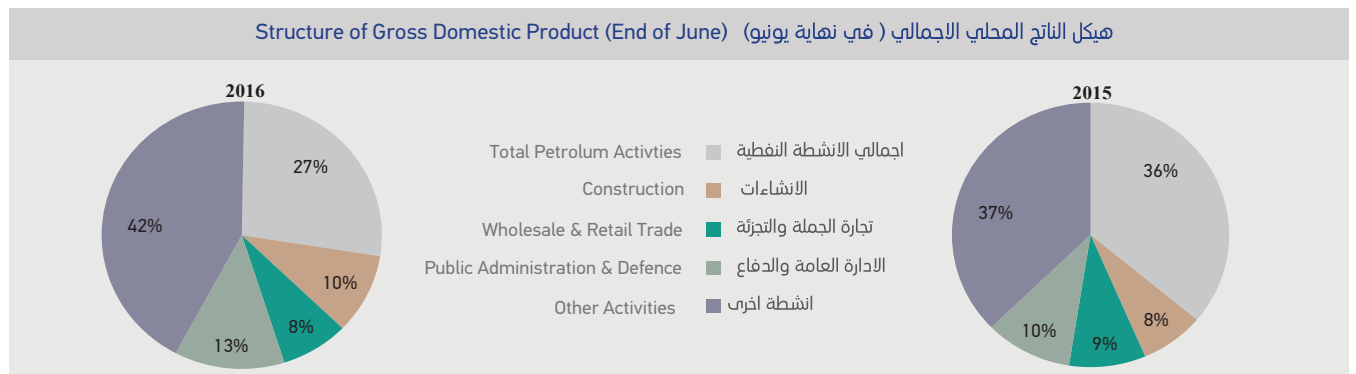 Structure of Gross Domestic Product (End of June) هيكل الناتج المحلي الاجمالي ( في نهاية يونيو)
2016
27%
10%
8%
13%
42%
Total Petrolum Activties اجمالي الانشطة النفطية
Construction الانشاءات
Wholesale & Retail Trade تجارة الجملة والتجزئة
Public Administration & Defence الادارة العامة والدفاع
Other Activities انشطة اخرى
2015
36%
8%
9%
10%
37%